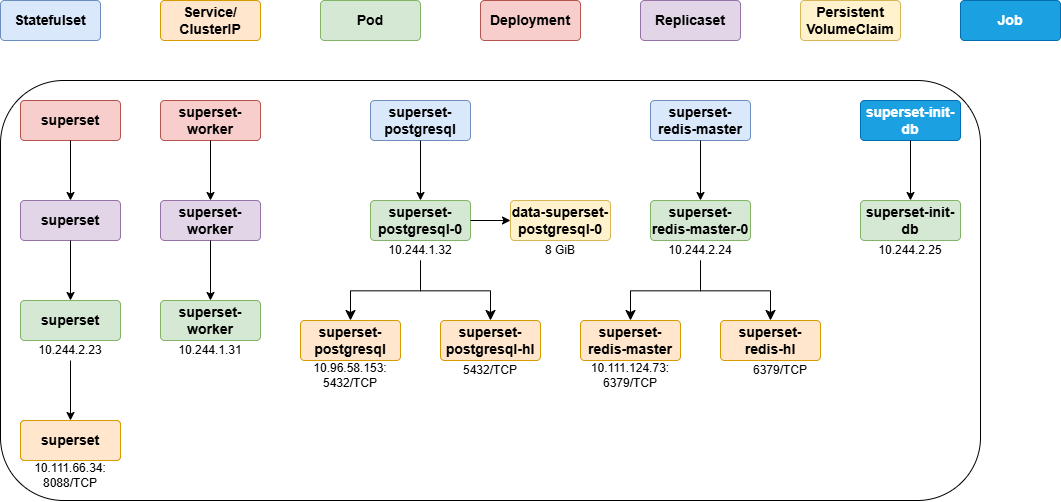 Statefulset
Service/
ClusterIP
Pod
Deployment
Replicaset
Persistent
VolumeClaim
Job
superset
superset-
worker
superset-
postgresql
superset-
redis-master
superset-init-
db
superset
superset-
worker
superset-
postgresql-0
10.244.1.32
data-superset-
postgresql-0
8 GiB
superset-
redis-master-0
10.244.2.24
superset-init-
db
10.244.2.25
superset
10.244.2.23
superset-
worker
10.244.1.31
superset-
postgresql
10.96.58.153:
5432/TCP
superset-
postgresql-hl
5432/TCP
superset-
redis-master
10.111.124.73:
6379/TCP
superset-
redis-hl
6379/TCP
superset
10.111.66.34:
8088/TCP